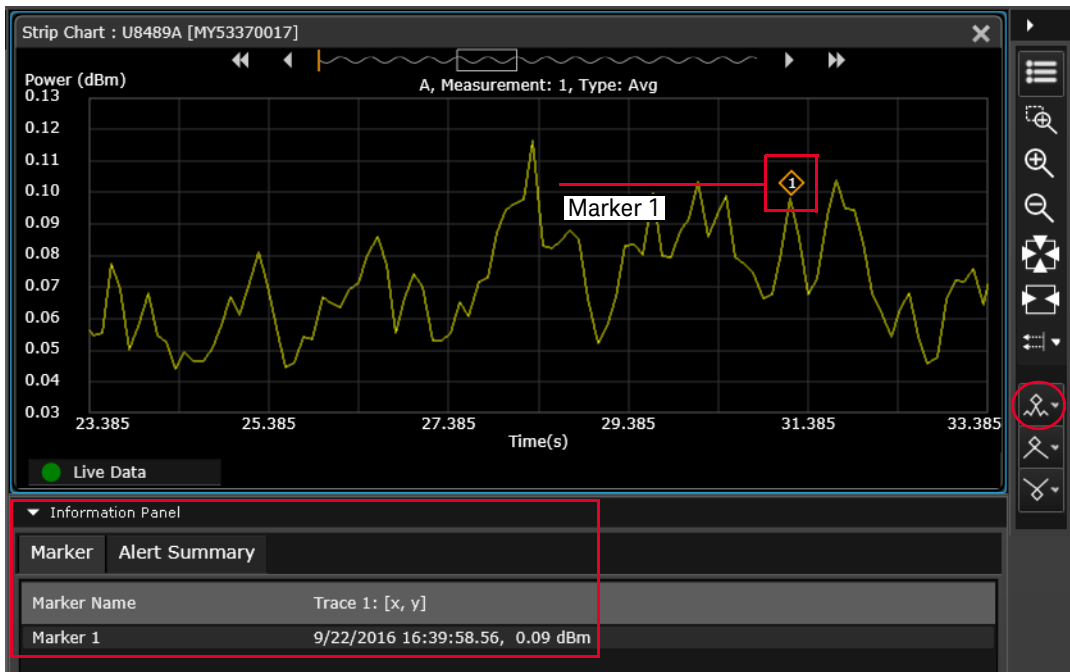 Strip Chart : U8489A [MY53370017]
Power (dBm)
A, Measurement: 1, Type: Avg
0.13
0.12
0.11
0.10
0.09
0.08
0.07
0.06
0.05
0.04
0.03
1
Marker 1
23.385 25.385 27.385 29.385 31.385 33.385
Time(s)
Live Data
Information Panel
Marker Alert Summary
Marker Name Trace 1: [x, y]
Marker 1 9/22/2016 16:39:58.56, 0.09 dBm